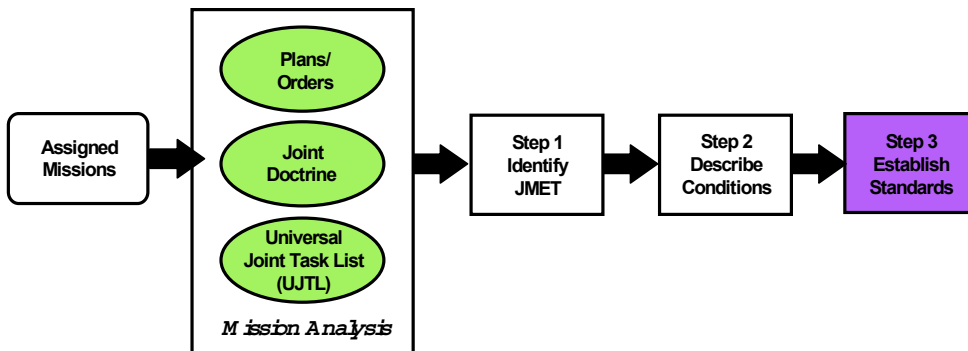 Assigned
Missions
Plans/
Orders
Joint
Doctrine
Universal
Joint Task List
(UJTL)
Mission Analysis
Step 1
Identify
JMET
Step 2
Describe
Conditions
Step 3
Establish
Standards